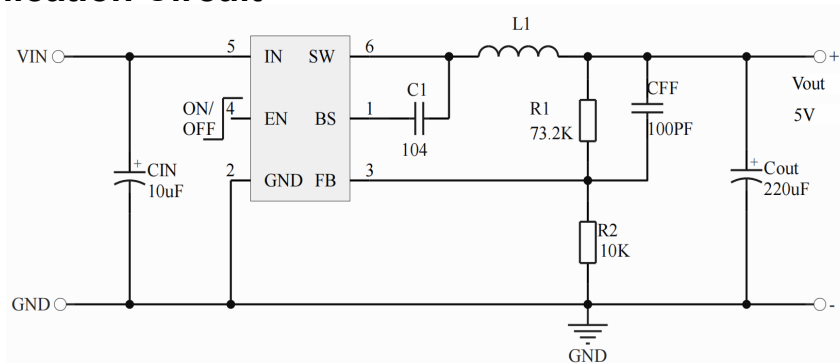 L1
VIN
5
IN
SW
6
C1
CFF
+
ON/
OFF
4
EN
BS
1
R1
Vout
104
73.2K
100PF
5V
+
CIN
10uF
2
GND
FB
3
+
Cout
220uF
R2
10K
GND
-
GND